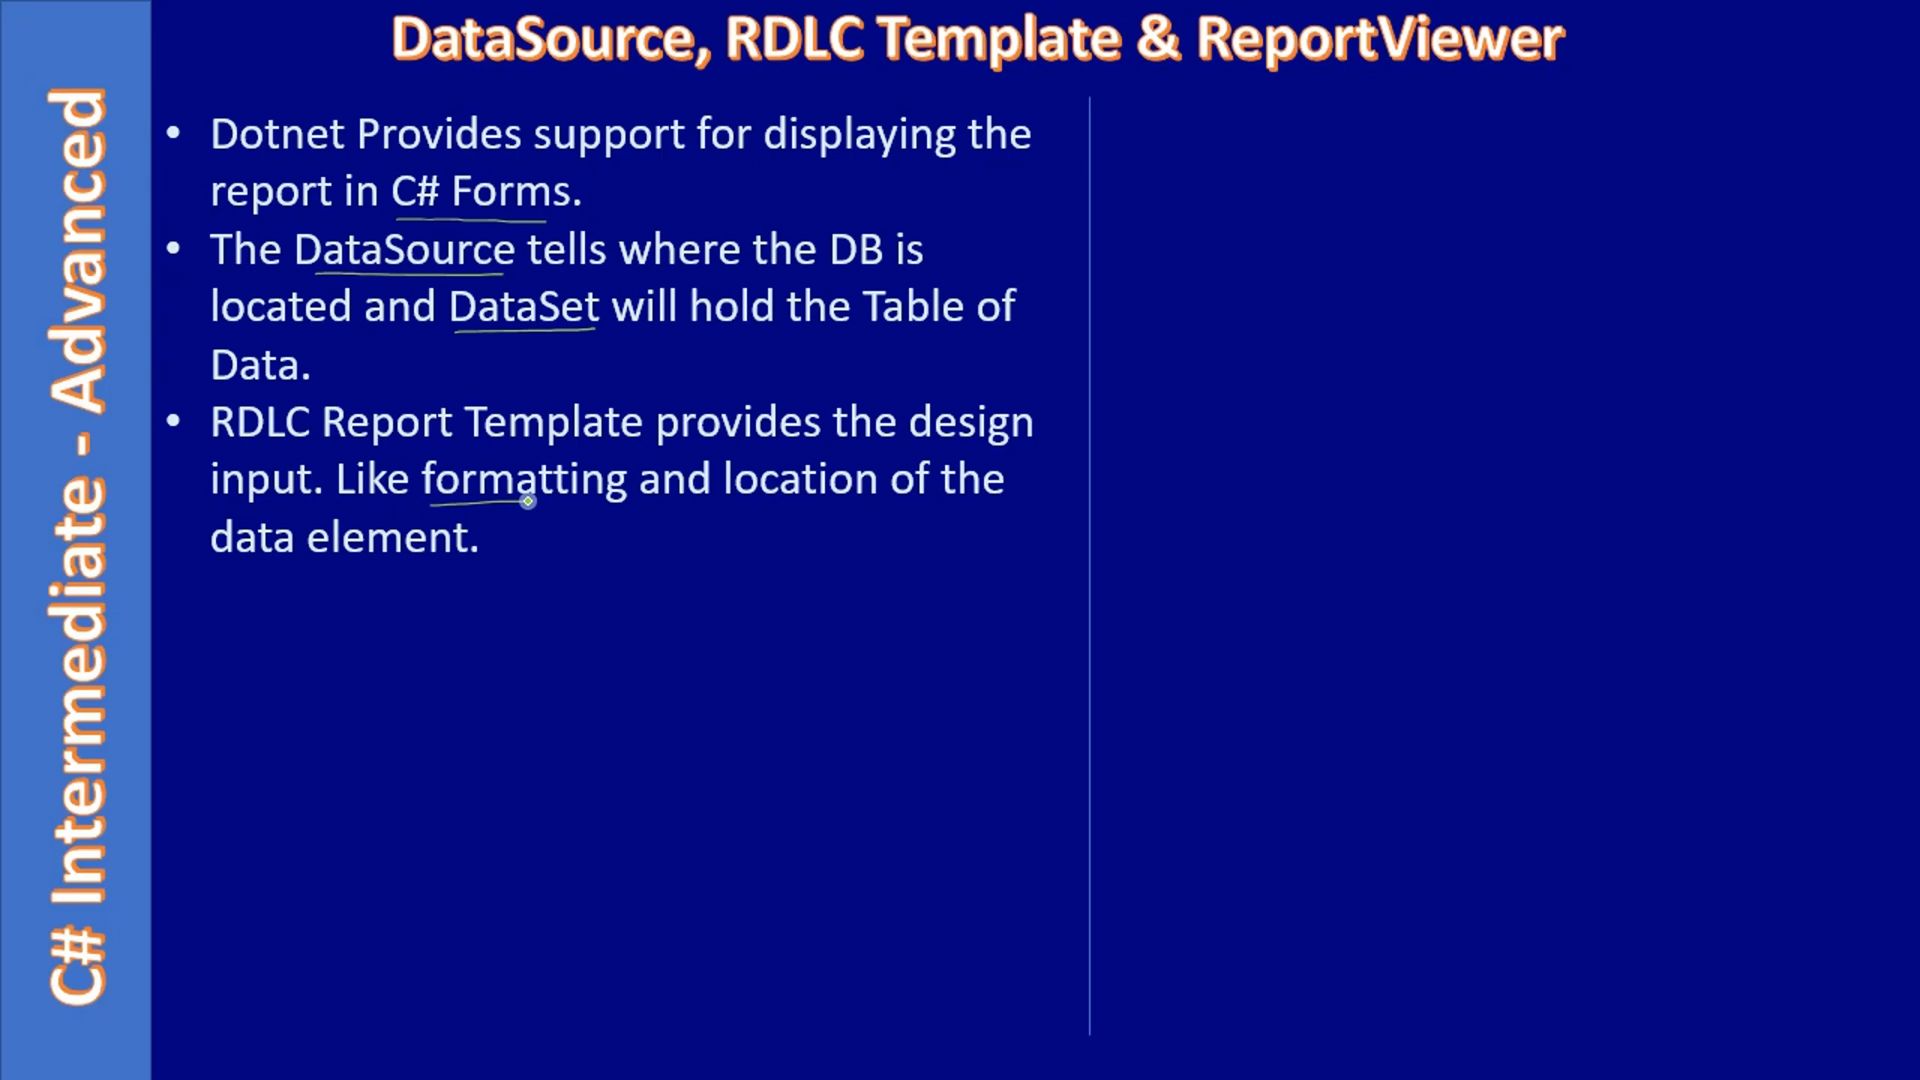 DataSource, RDLC Template & ReportViewer
C# Intermediate - Advanced
• Dotnet Provides support for displaying the
report in C# Forms.
• The DataSource tells where the DB is
located and DataSet will hold the Table of
Data.
• RDLC Report Template provides the design
input. Like formatting and location of the
data element.